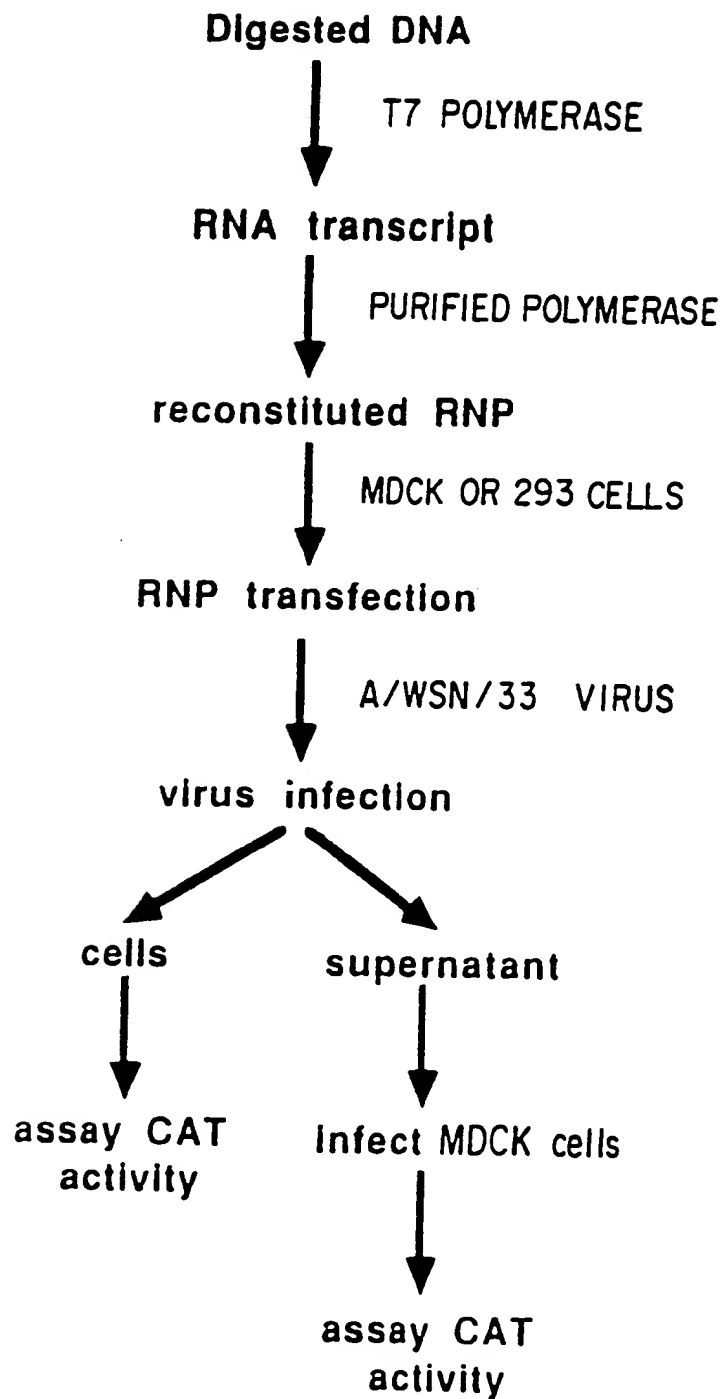 Digested DNA
T7 POLYMERASE
RNA transcript
PURIFIED POLYMERASE
reconstituted RNP
MDCK OR 293 CELLS
RNP transfection
A/WSN/33 VIRUS
virus infection
cells
supernatant
assay CAT
activity
infect MDCK cells
assay CAT
activity